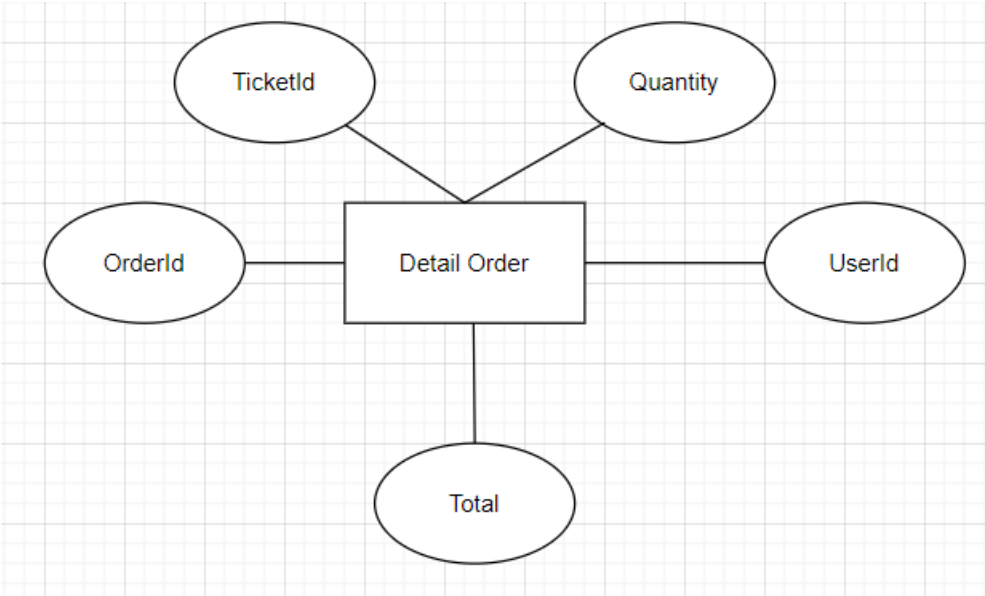 TicketId
Quantity
OrderId
Detail Order
UserId
Total